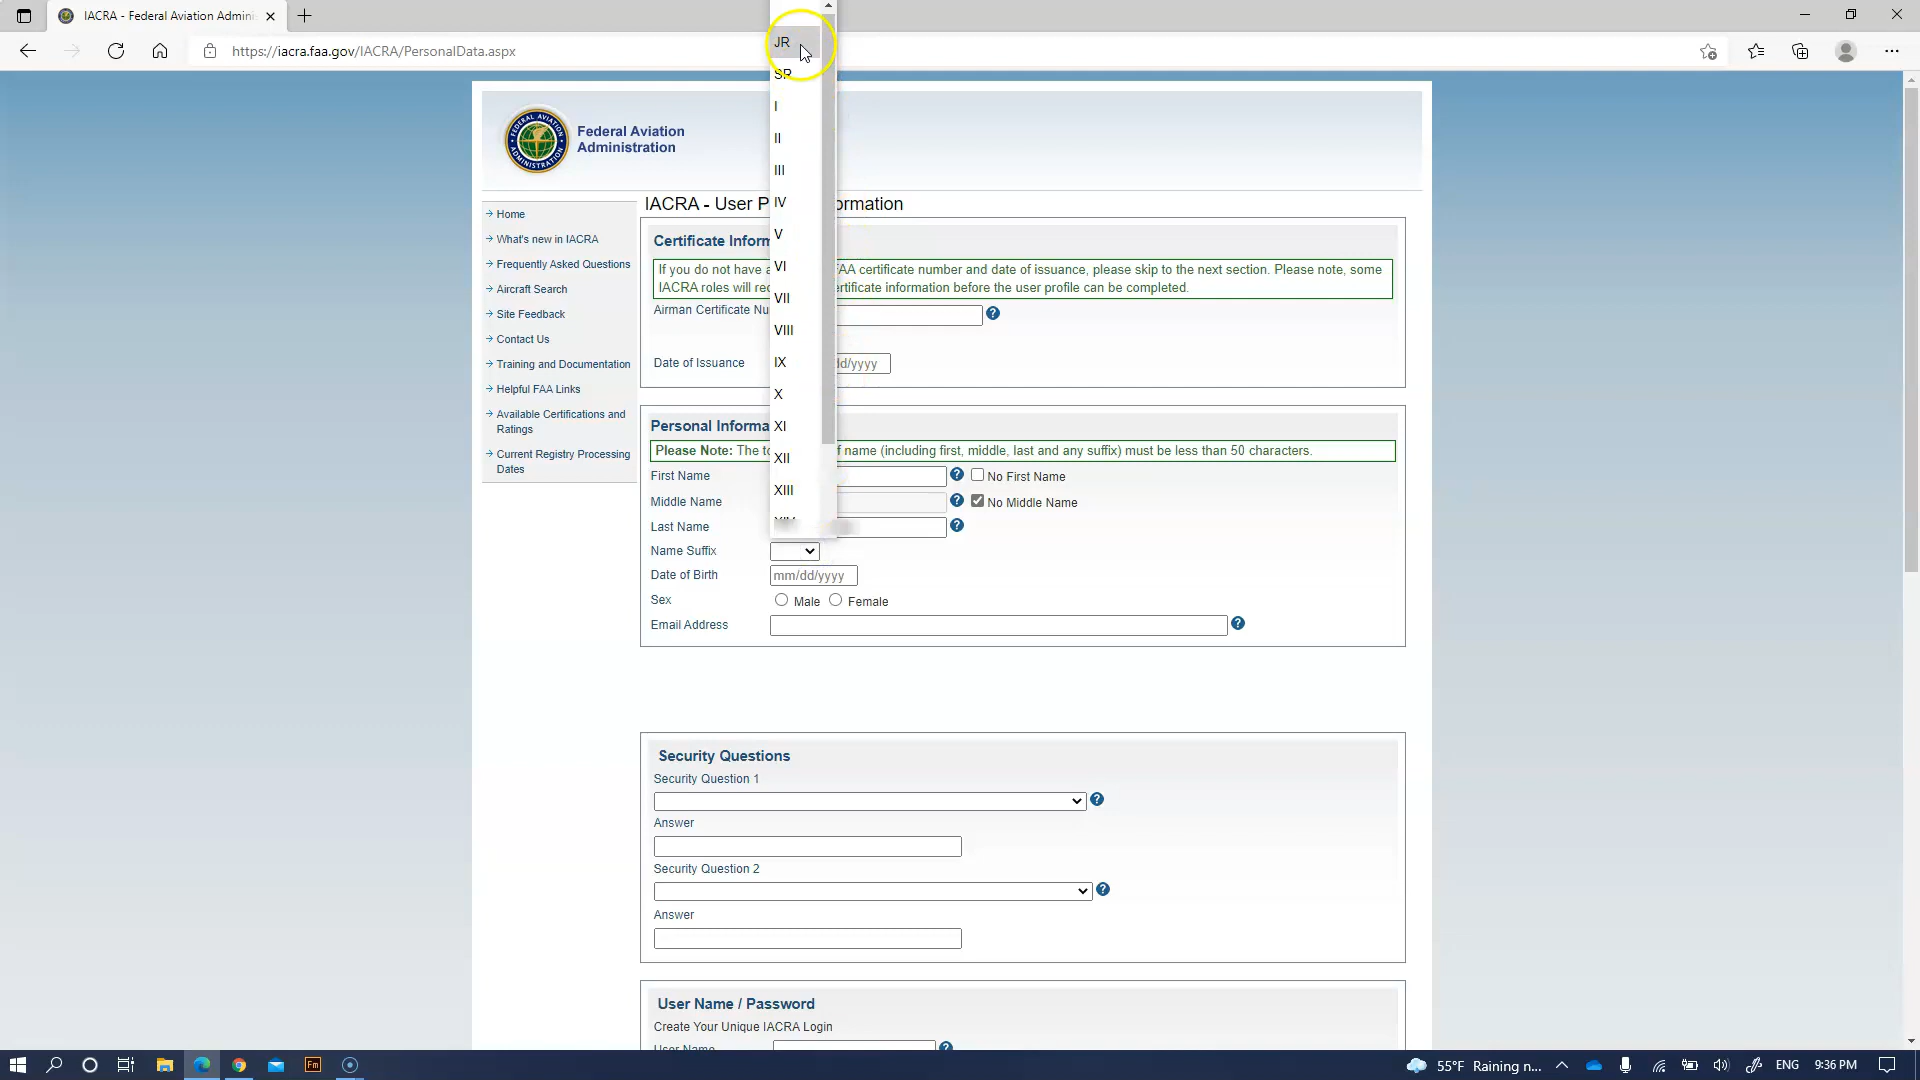 IACRA - Federal Aviation Admini
https://iacra.faa.gov/IACRA/PersonalData.aspx
Federal Aviation
Administration
Home
What's new in IACRA
Frequently Asked Questions
Aircraft Search
Site Feedback
Contact Us
Training and Documentation
Helpful FAA Links
Available Certifications and
Ratings
Current Registry Processing
Dates
JR
SR
I
II
III
IV
V
VI
VII
VIII
IX
X
XI
XII
XIII
IACRA - User P ormation
Certificate Inform
If you do not have a FAA certificate number and date of issuance, please skip to the next section. Please note, some
IACRA roles will req ertificate information before the user profile can be completed.
Airman Certificate Nu
Date of Issuance dd/yyyy
Personal Informa
Please Note: The to f name (including first, middle, last and any suffix) must be less than 50 characters.
First Name No First Name
Middle Name No Middle Name
Last Name
Name Suffix
Date of Birth mm/dd/yyyy
Sex Male Female
Email Address
Security Questions
Security Question 1
Answer
Security Question 2
Answer
User Name / Password
Create Your Unique IACRA Login
User Name
55°F Raining n... ENG 9:36 PM